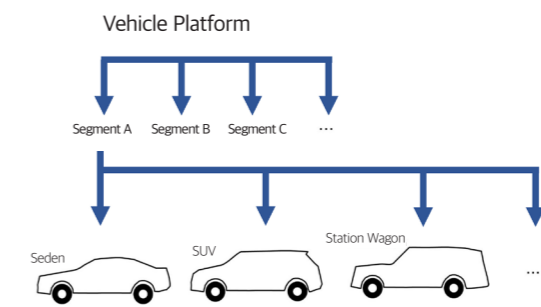 Vehicle Platform
Segment A Segment B Segment C ...
Seden SUV Station Wagon ...